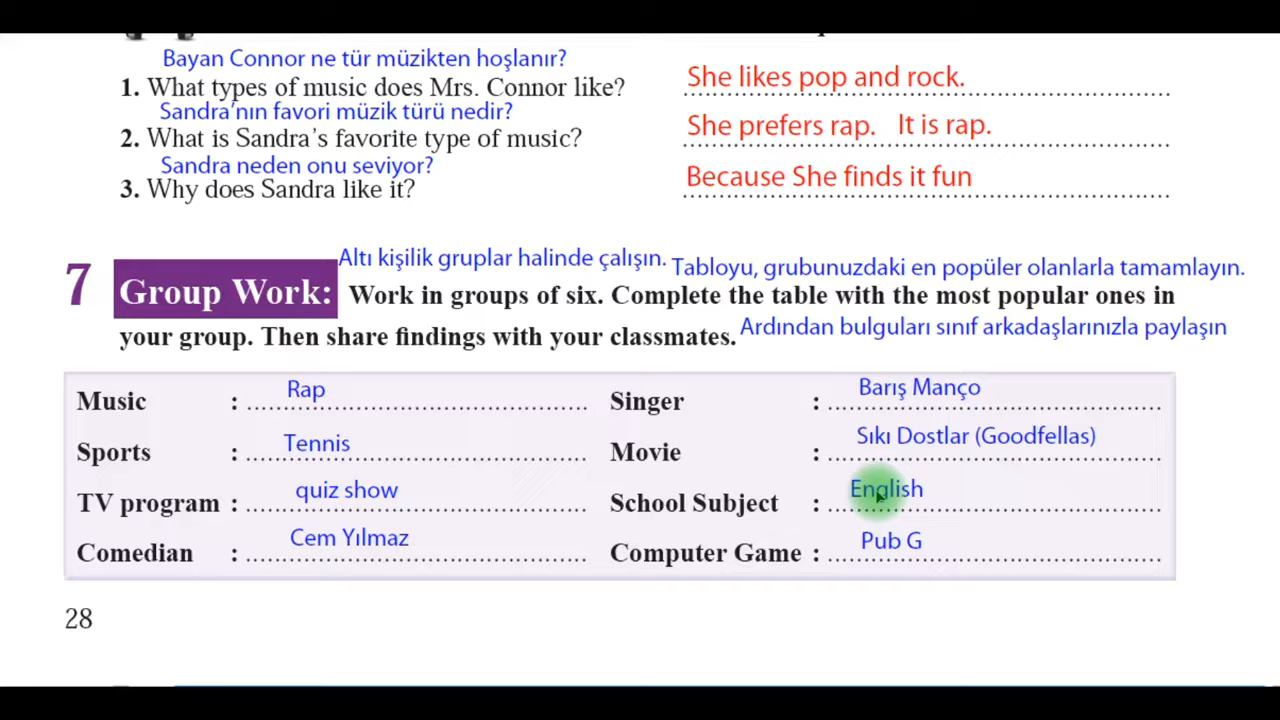 Bayan Connor ne tür müzikten hoşlanır?
1. What types of music does Mrs. Connor like? She likes pop and rock.
Sandra'nın favori müzik türü nedir?
2. What is Sandra's favorite type of music? She prefers rap. It is rap.
Sandra neden onu seviyor?
3. Why does Sandra like it? Because She finds it fun
Altı kişilik gruplar halinde çalışın. Tabloyu, grubunuzdaki en popüler olanlarla tamamlayın.
7 Group Work: Work in groups of six. Complete the table with the most popular ones in
your group. Then share findings with your classmates. Ardından bulguları sınıf arkadaşlarınızla paylaşın
Music : Rap Singer : Barış Manço
Sports : Tennis Movie : Sıkı Dostlar (Goodfellas)
TV program : quiz show School Subject : English
Comedian : Cem Yılmaz Computer Game : Pub G
28